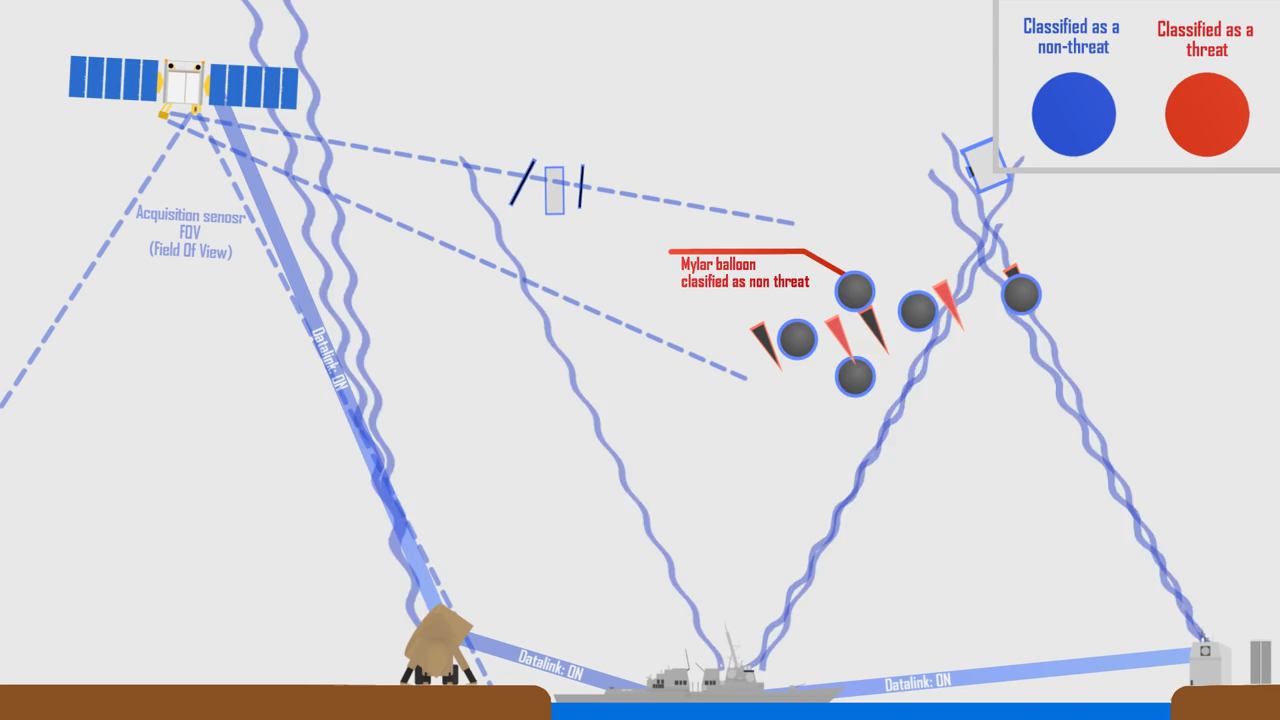 Classified as a
non-threat
Classified as a
threat
Acquisition senosr
FOV
(Field Of View)
Mylar balloon
clasified as non threat
Datalink: ON
Datalink: ON
Datalink: ON